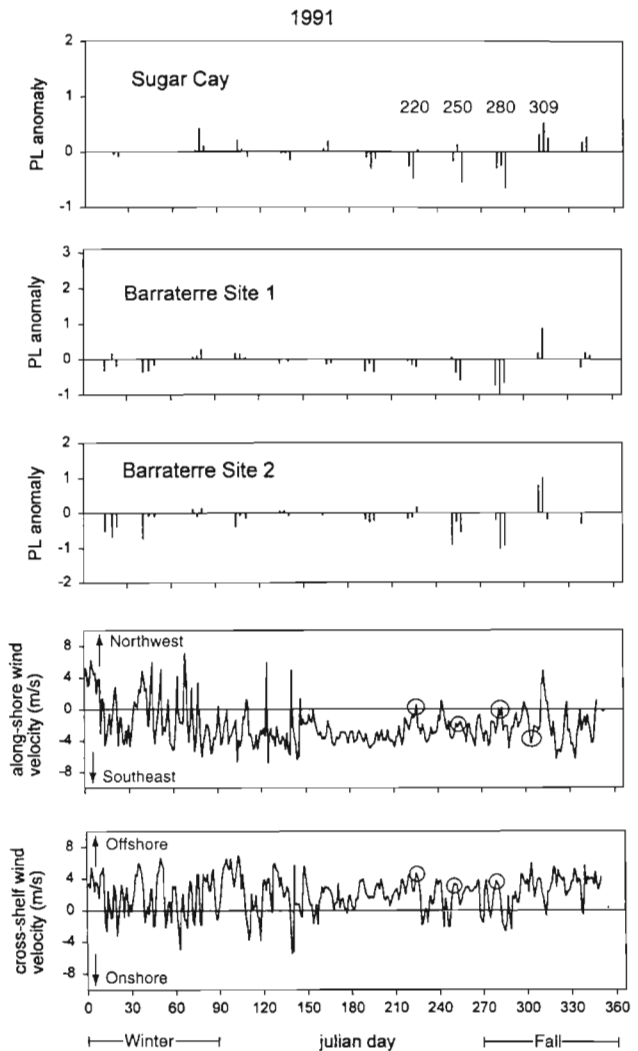 1991
2
1
0
-1
PL anomaly
Sugar Cay
220 250 280 309
3
2
1
0
-1
PL anomaly
Barraterre Site 1
2
1
0
-1
-2
PL anomaly
Barraterre Site 2
8
4
0
-4
-8
along-shore wind
velocity (m/s)
Northwest
Southeast
8
4
0
-4
-8
cross-shelf wind
velocity (m/s)
Offshore
Onshore
0 30 60 90 120 150 180 210 240 270 300 330 360
Winter julian day Fall